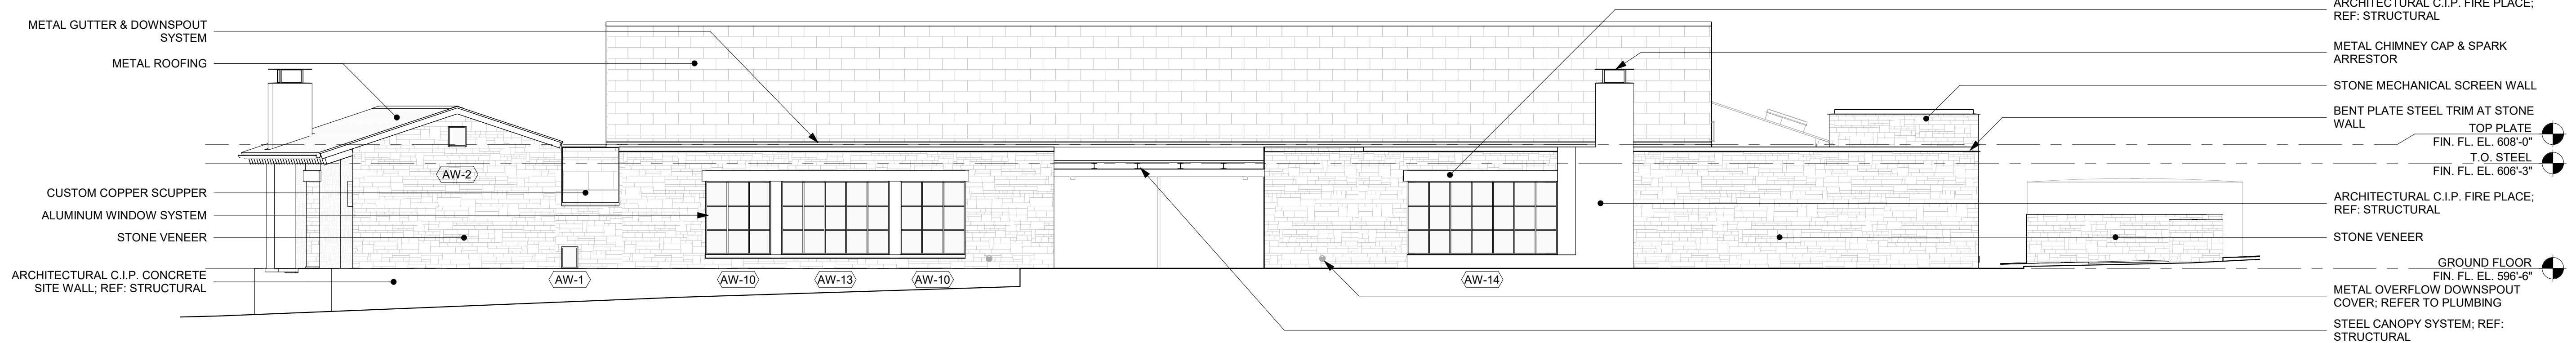 METAL GUTTER & DOWNSPOUT
SYSTEM
METAL ROOFING
CUSTOM COPPER SCUPPER
ALUMINUM WINDOW SYSTEM
STONE VENEER
ARCHITECTURAL C.I.P. CONCRETE
SITE WALL; REF: STRUCTURAL
AW-2
AW-1
AW-10
AW-13
AW-10
AW-14
ARCHITECTURAL C.I.P. FIRE PLACE;
REF: STRUCTURAL
METAL CHIMNEY CAP & SPARK
ARRESTOR
STONE MECHANICAL SCREEN WALL
BENT PLATE STEEL TRIM AT STONE
WALL
TOP PLATE
FIN. FL. EL. 608'-0"
T.O. STEEL
FIN. FL. EL. 606'-3"
ARCHITECTURAL C.I.P. FIRE PLACE;
REF: STRUCTURAL
STONE VENEER
GROUND FLOOR
FIN. FL. EL. 596'-6"
METAL OVERFLOW DOWNSPOUT
COVER; REFER TO PLUMBING
STEEL CANOPY SYSTEM; REF:
STRUCTURAL